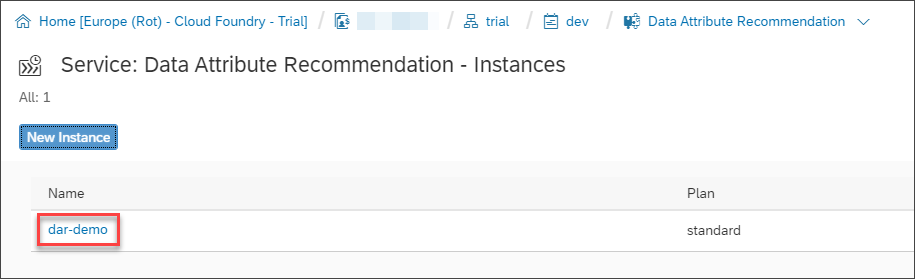 Home [Europe (Rot) - Cloud Foundry - Trial] / / trial / dev / Data Attribute Recommendation
Service: Data Attribute Recommendation - Instances
All: 1
New Instance
Name Plan
dar-demo standard